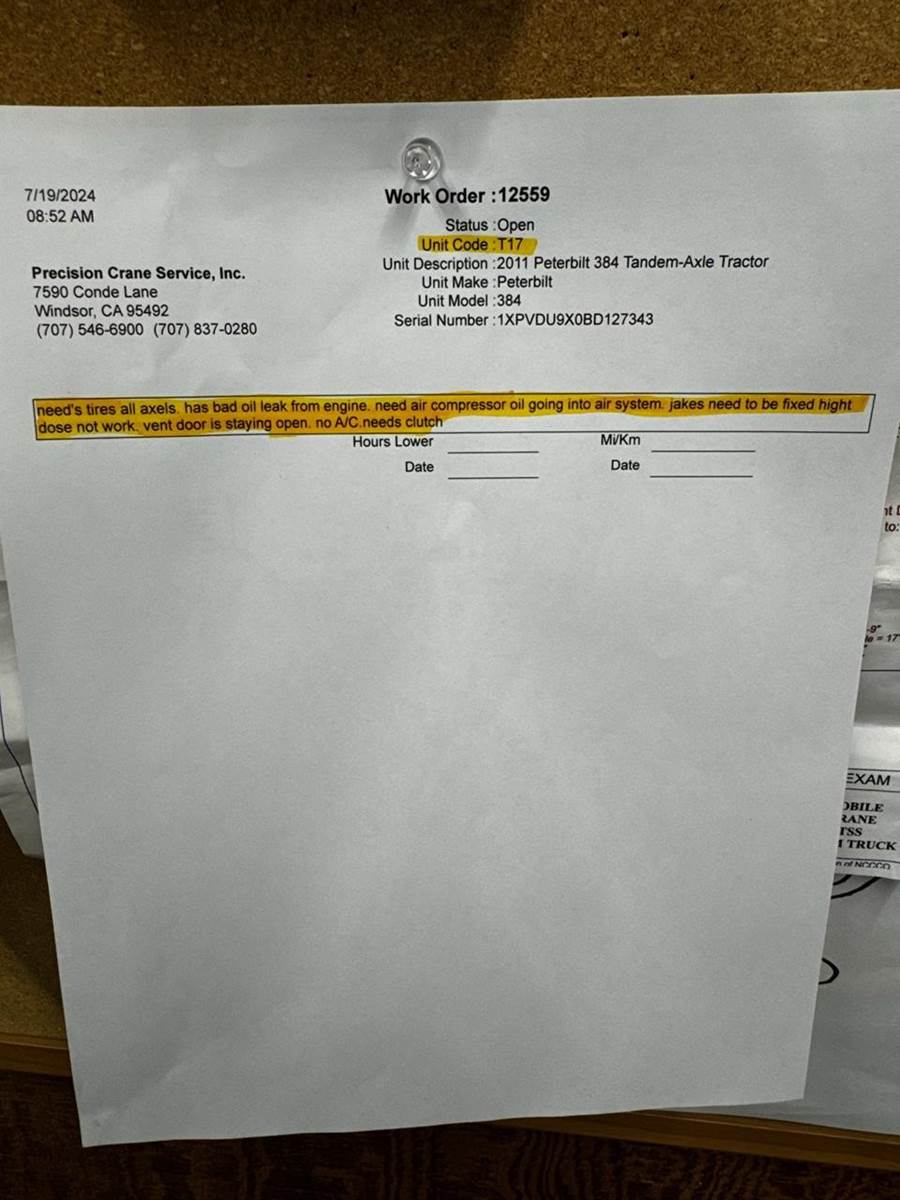 7/19/2024
08:52 AM
Work Order :12559
Status :Open
Unit Code :T17
Unit Description :2011 Peterbilt 384 Tandem-Axle Tractor
Unit Make :Peterbilt
Unit Model :384
Serial Number :1XPVDU9X0BD127343
Precision Crane Service, Inc.
7590 Conde Lane
Windsor, CA 95492
(707) 546-6900 (707) 837-0280
need's tires all axels. has bad oil leak from engine. need air compressor oil going into air system. jakes need to be fixed hight
dose not work. vent door is staying open. no A/C.needs clutch
Hours Lower
Mi/Km
Date
Date
to:
-9"
= 17'
EXAM
TRUCK
of NCCCO